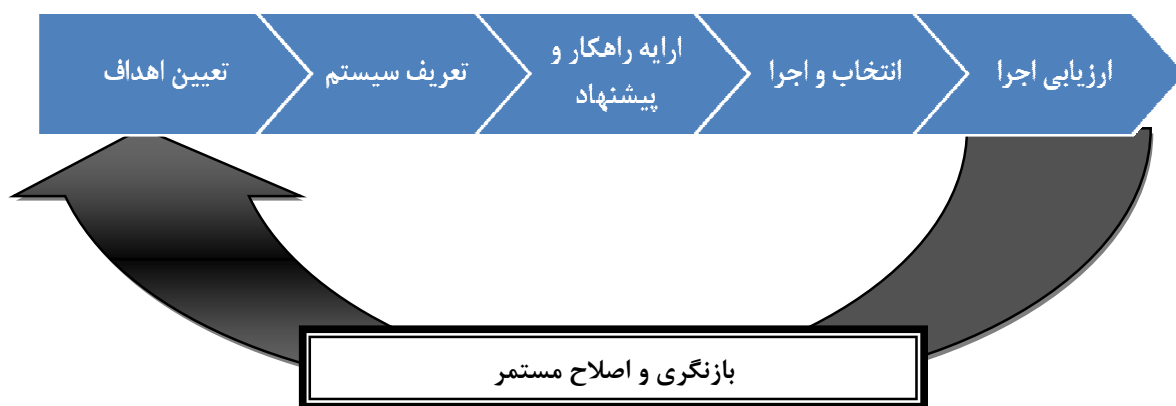 تعیین اهداف
تعریف سیستم
ارایه راهکار و
پیشنهاد
انتخاب و اجرا
ارزیابی اجرا
بازنگری و اصلاح مستمر